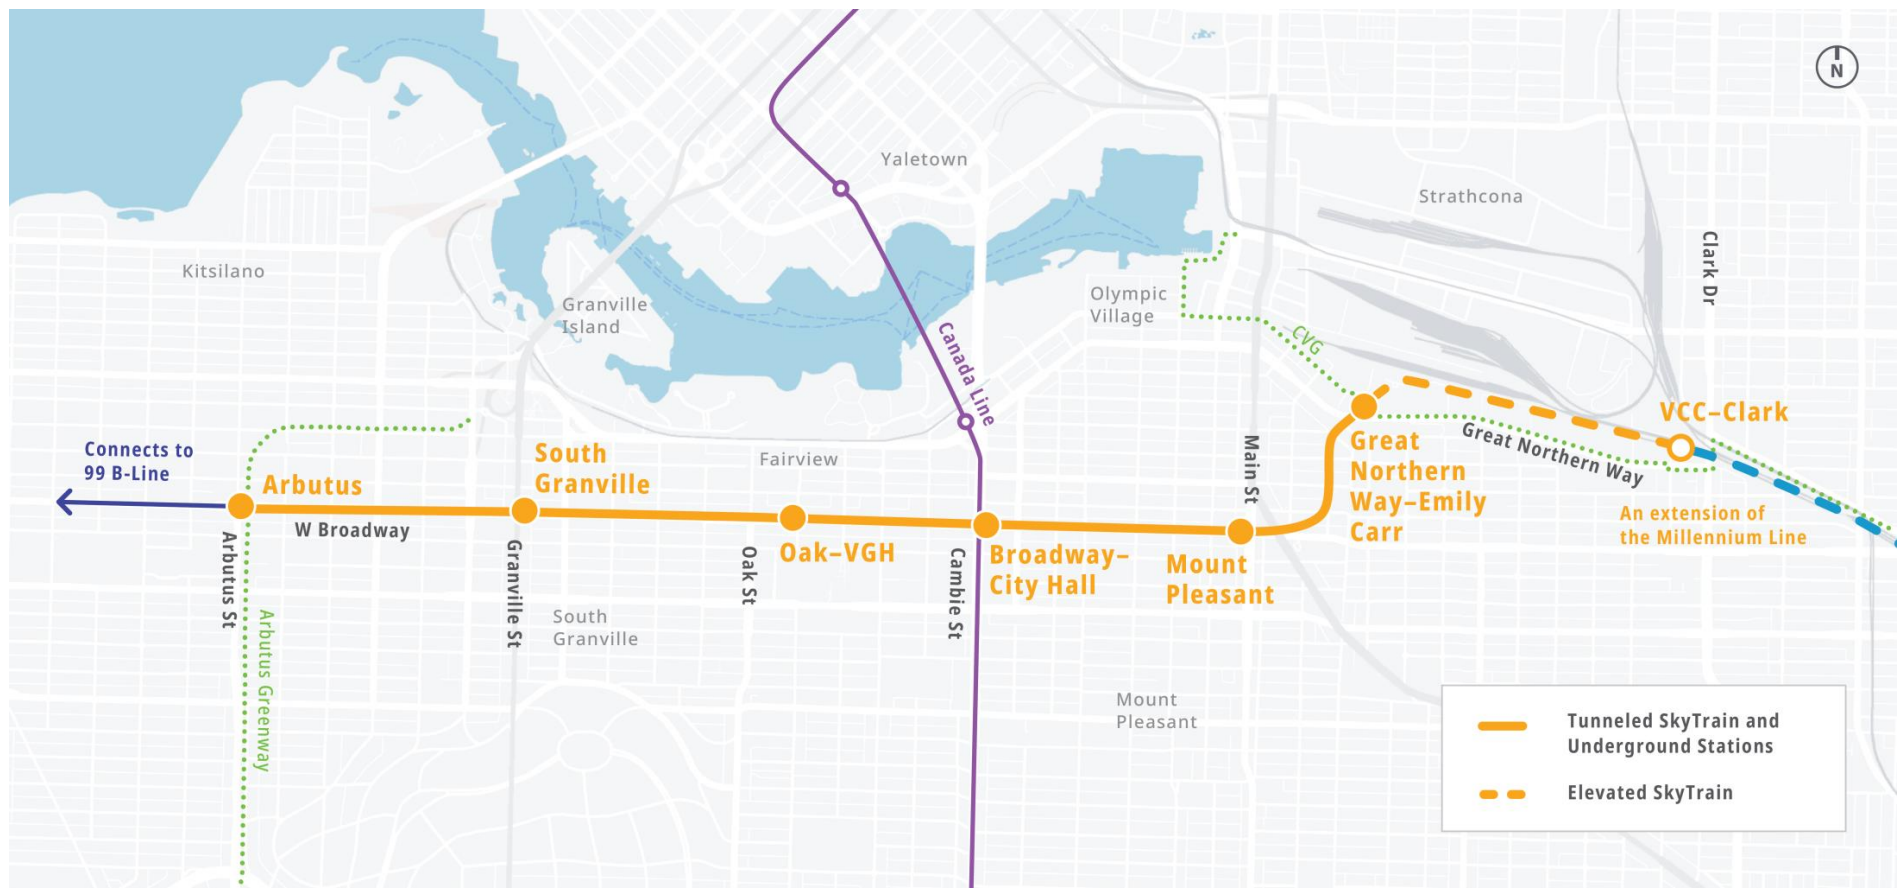 N
Yaletown
Strathcona
Clark Dr
Kitsilano
Granville
Island
Olympic
Village
CVG
Canada Line
VCC–Clark
Great Northern Way
Great
Northern
Way–Emily
Carr
Main St
Connects to
99 B-Line
Arbutus
South
Granville
Fairview
W Broadway
Oak–VGH
Broadway–
City Hall
Mount
Pleasant
An extension of
the Millennium Line
Arbutus St
Granville St
Oak St
Cambie St
Arbutus Greenway
South
Granville
Mount
Pleasant
Tunneled SkyTrain and
Underground Stations
Elevated SkyTrain